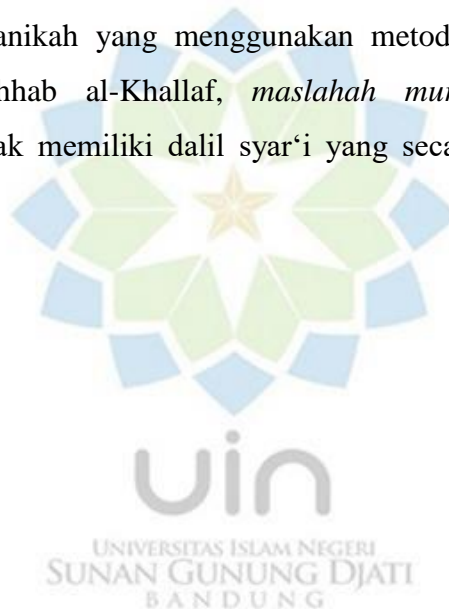 anikah yang menggunakan metod
hhab al-Khallaf, maslahah mu
ak memiliki dalil syar‘i yang seca
uin
UNIVERSITAS ISLAM NEGERI
SUNAN GUNUNG DJATI
BANDUNG